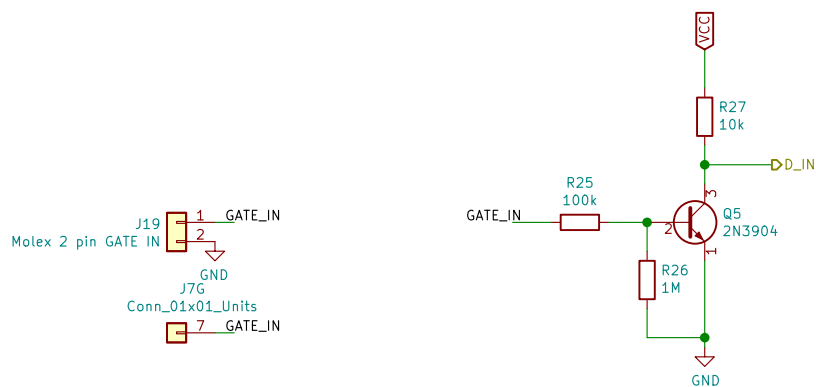 VCC
R27
10k
D_IN
3
R25
100k
GATE_IN
2
Q5
2N3904
1
R26
1M
GND
J19
Molex 2 pin GATE IN
1
GATE_IN
2
GND
J7G
Conn_01x01_Units
7
GATE_IN